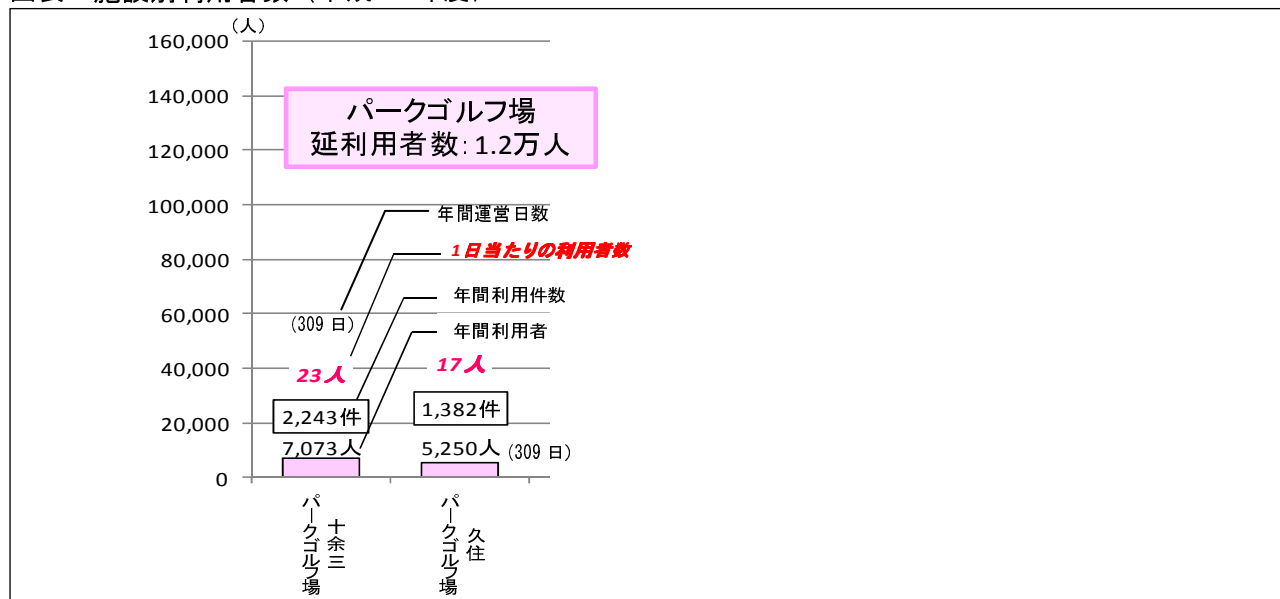 （人）
160,000
140,000
120,000
100,000
80,000
60,000
40,000
20,000
0
パークゴルフ場
延利用者数：1.2万人
年間運営日数
1日当たりの利用者数
年間利用件数
年間利用者
(309 日)
23人
17人
2,243件
1,382件
7,073人
5,250人
(309 日)
十余三
パークゴルフ場
久住
パークゴルフ場